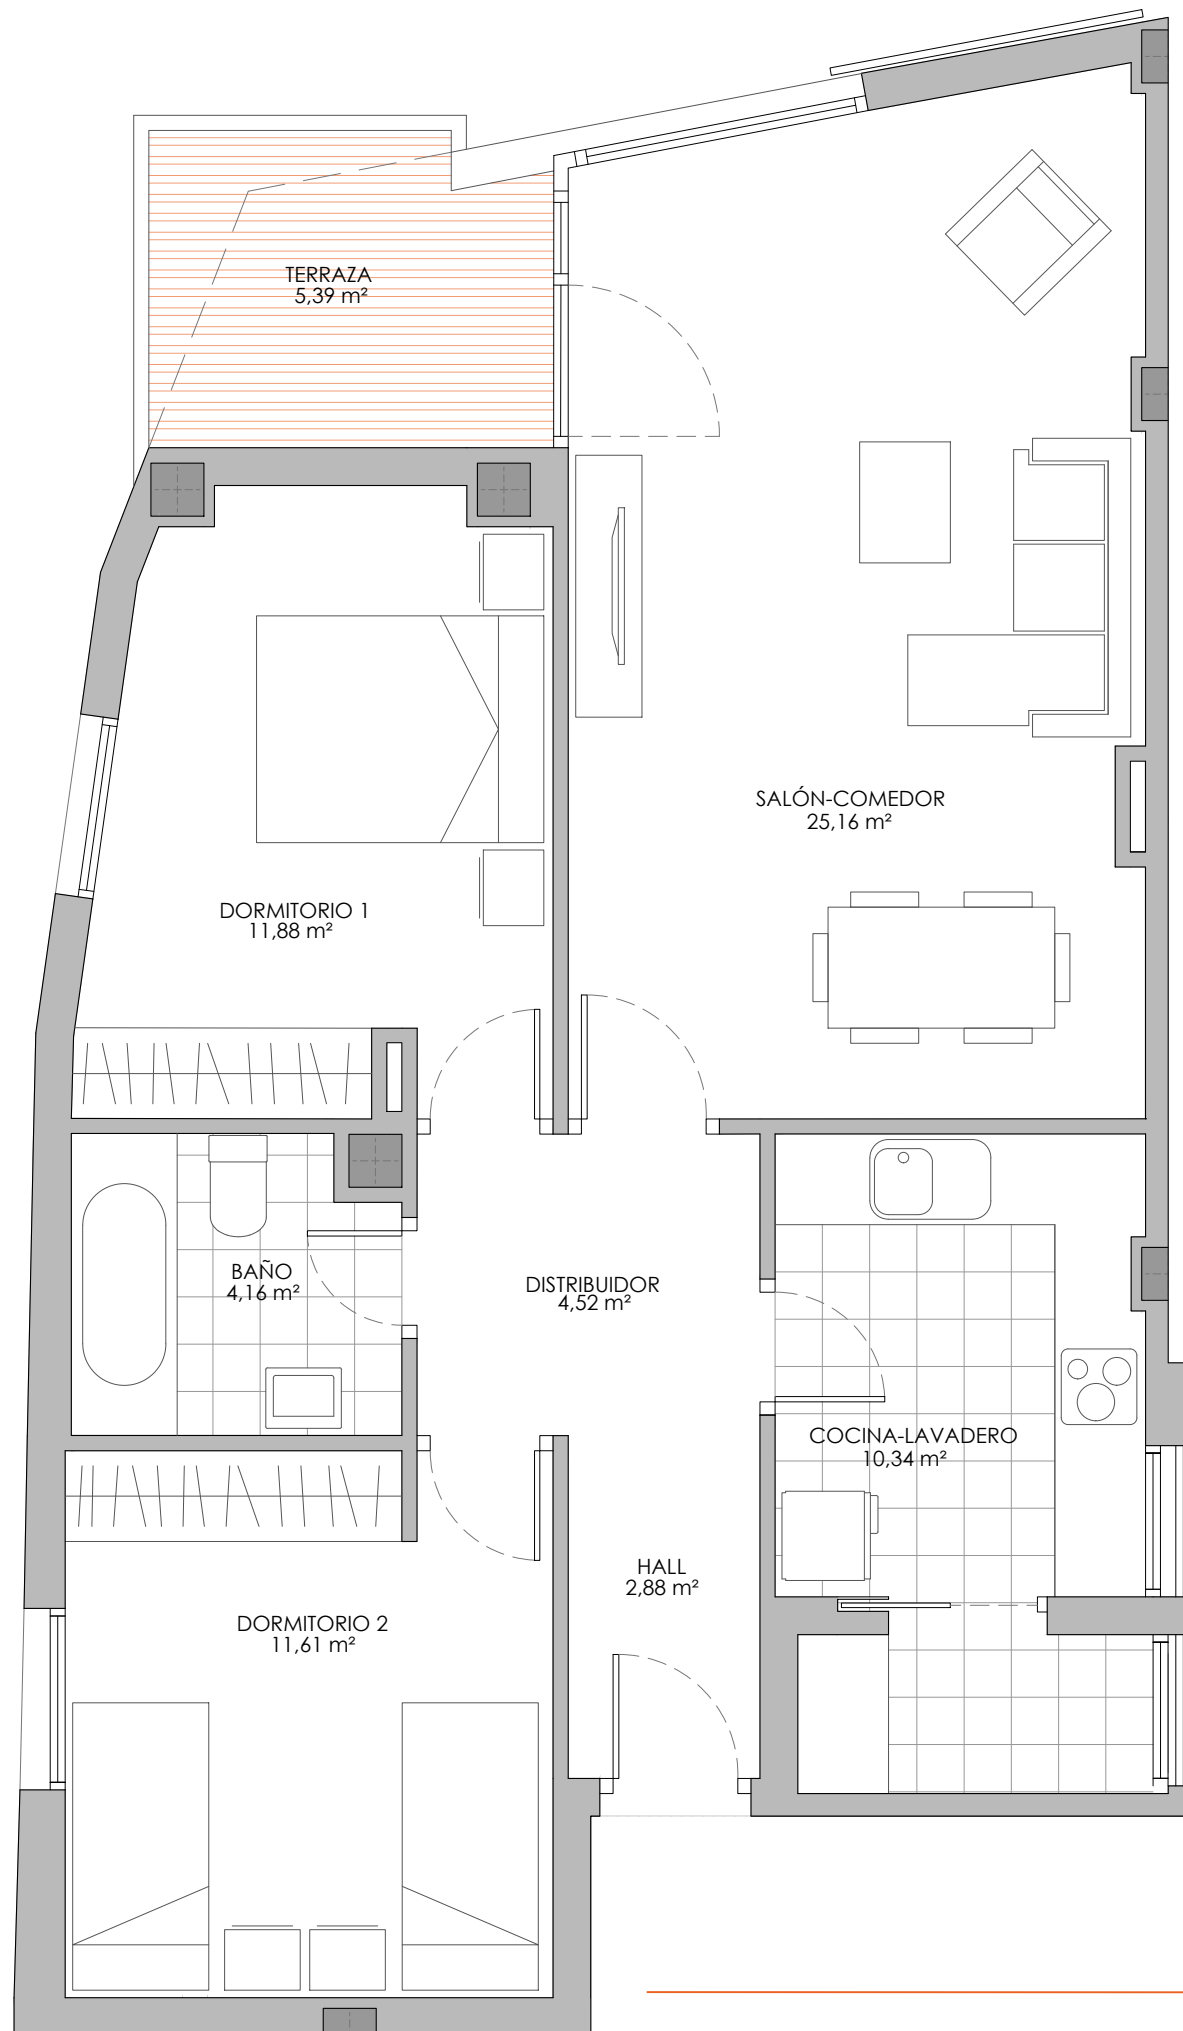 TERRAZA
5,39 m²
SALÓN-COMEDOR
25,16 m²
DORMITORIO 1
11,88 m²
BAÑO
4,16 m²
DISTRIBUIDOR
4,52 m²
COCINA-LAVADERO
10,34 m²
HALL
2,88 m²
DORMITORIO 2
11,61 m²